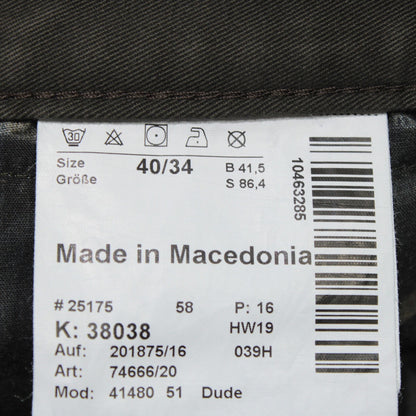 30
Size 40/34 B 41,5
Größe S 86,4
10463285
Made in Macedonia
# 25175 58 P: 16
K: 38038 HW19
Auf: 201875/16 039H
Art: 74666/20
Mod: 41480 51 Dude